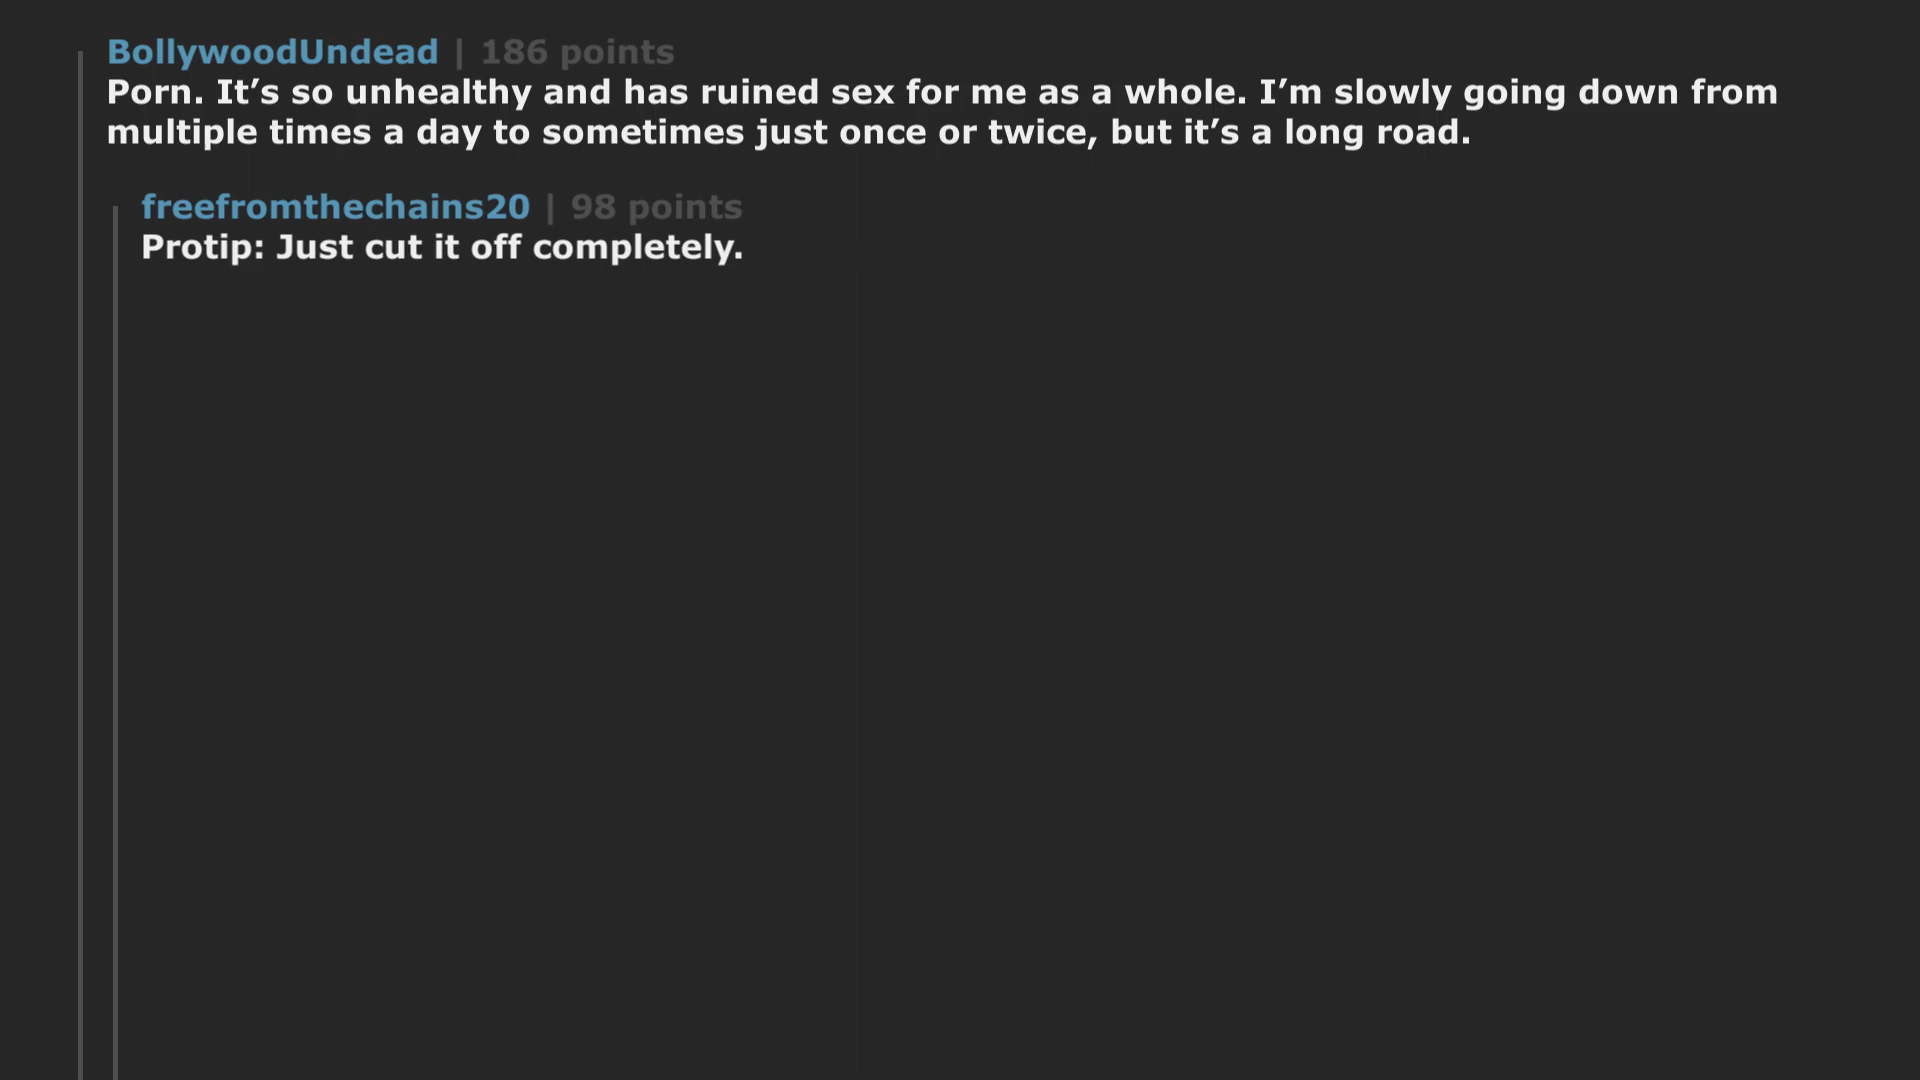 BollywoodUndead | 186 points
Porn. It’s so unhealthy and has ruined sex for me as a whole. I’m slowly going down from
multiple times a day to sometimes just once or twice, but it’s a long road.
freefromthechains20 | 98 points
Protip: Just cut it off completely.